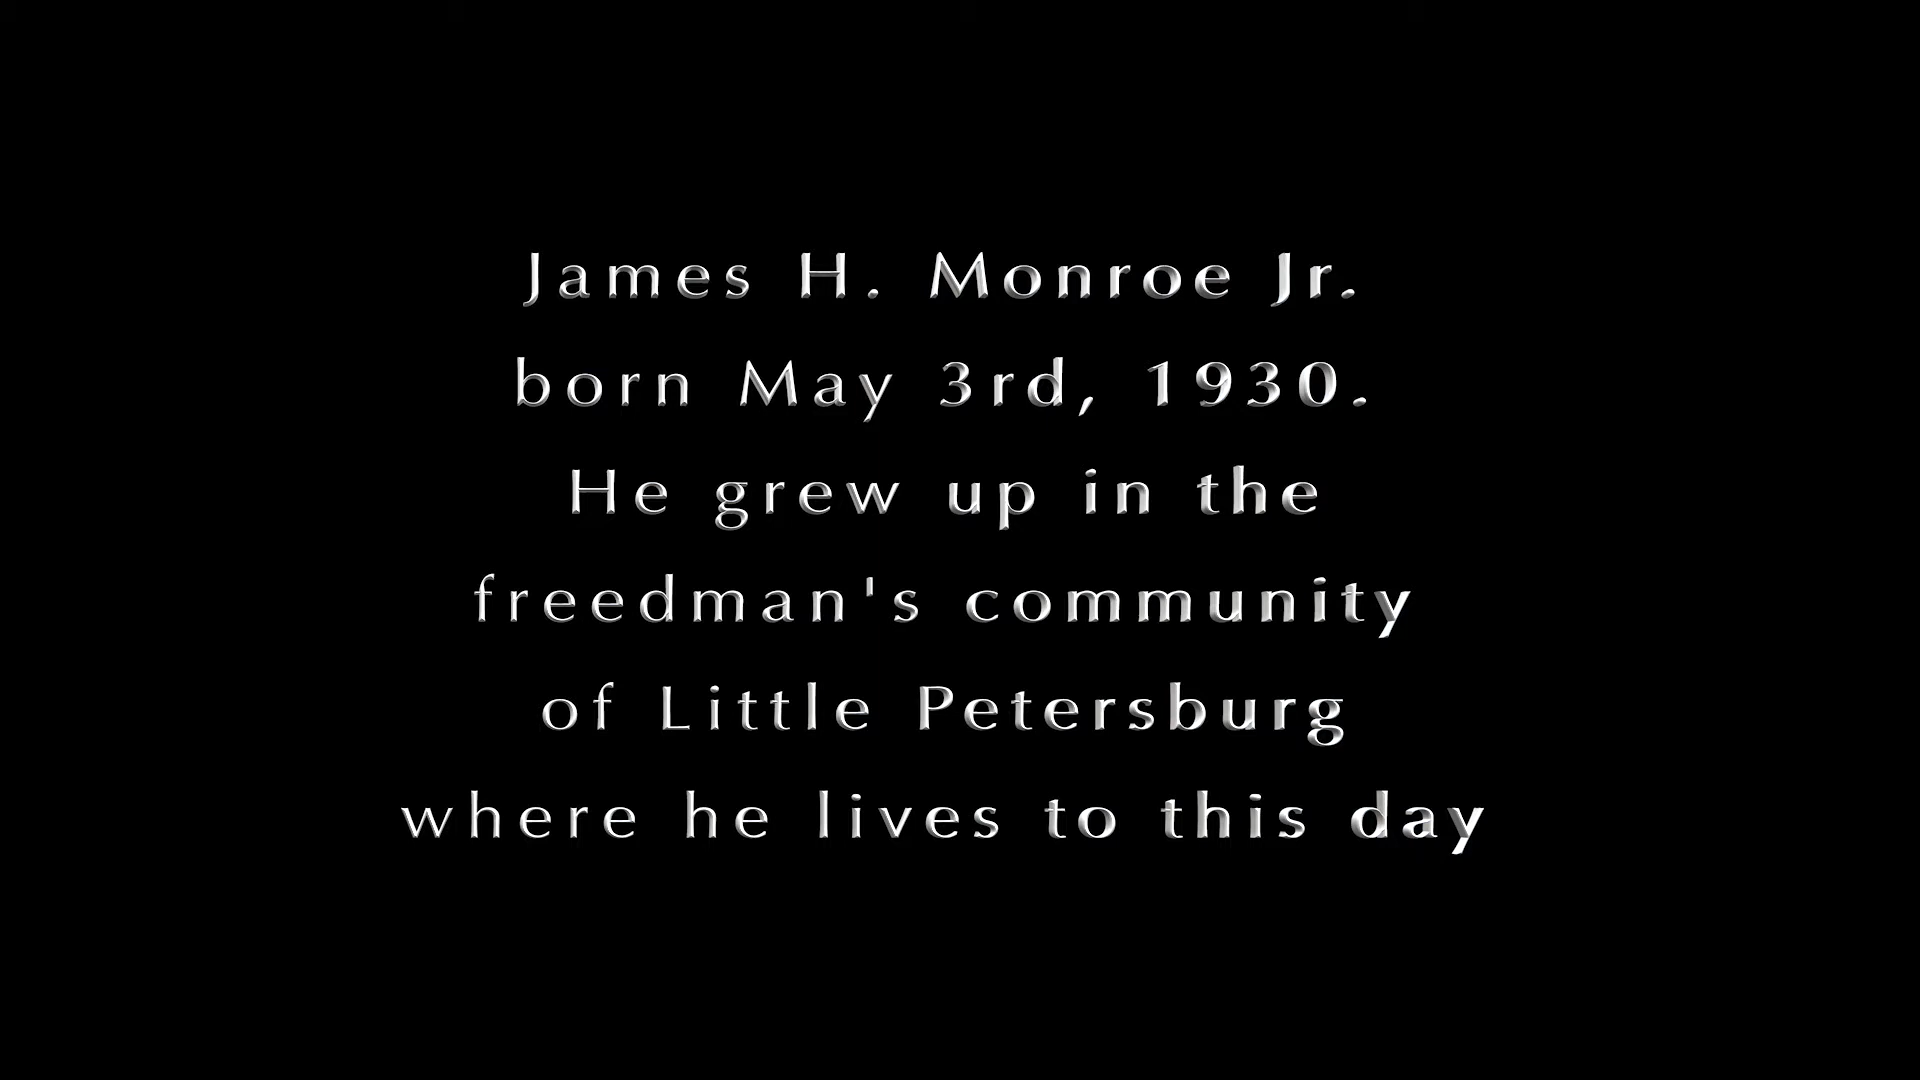 James H. Monroe Jr.
born May 3rd, 1930.
He grew up in the
freedman's community
of Little Petersburg
where he lives to this day